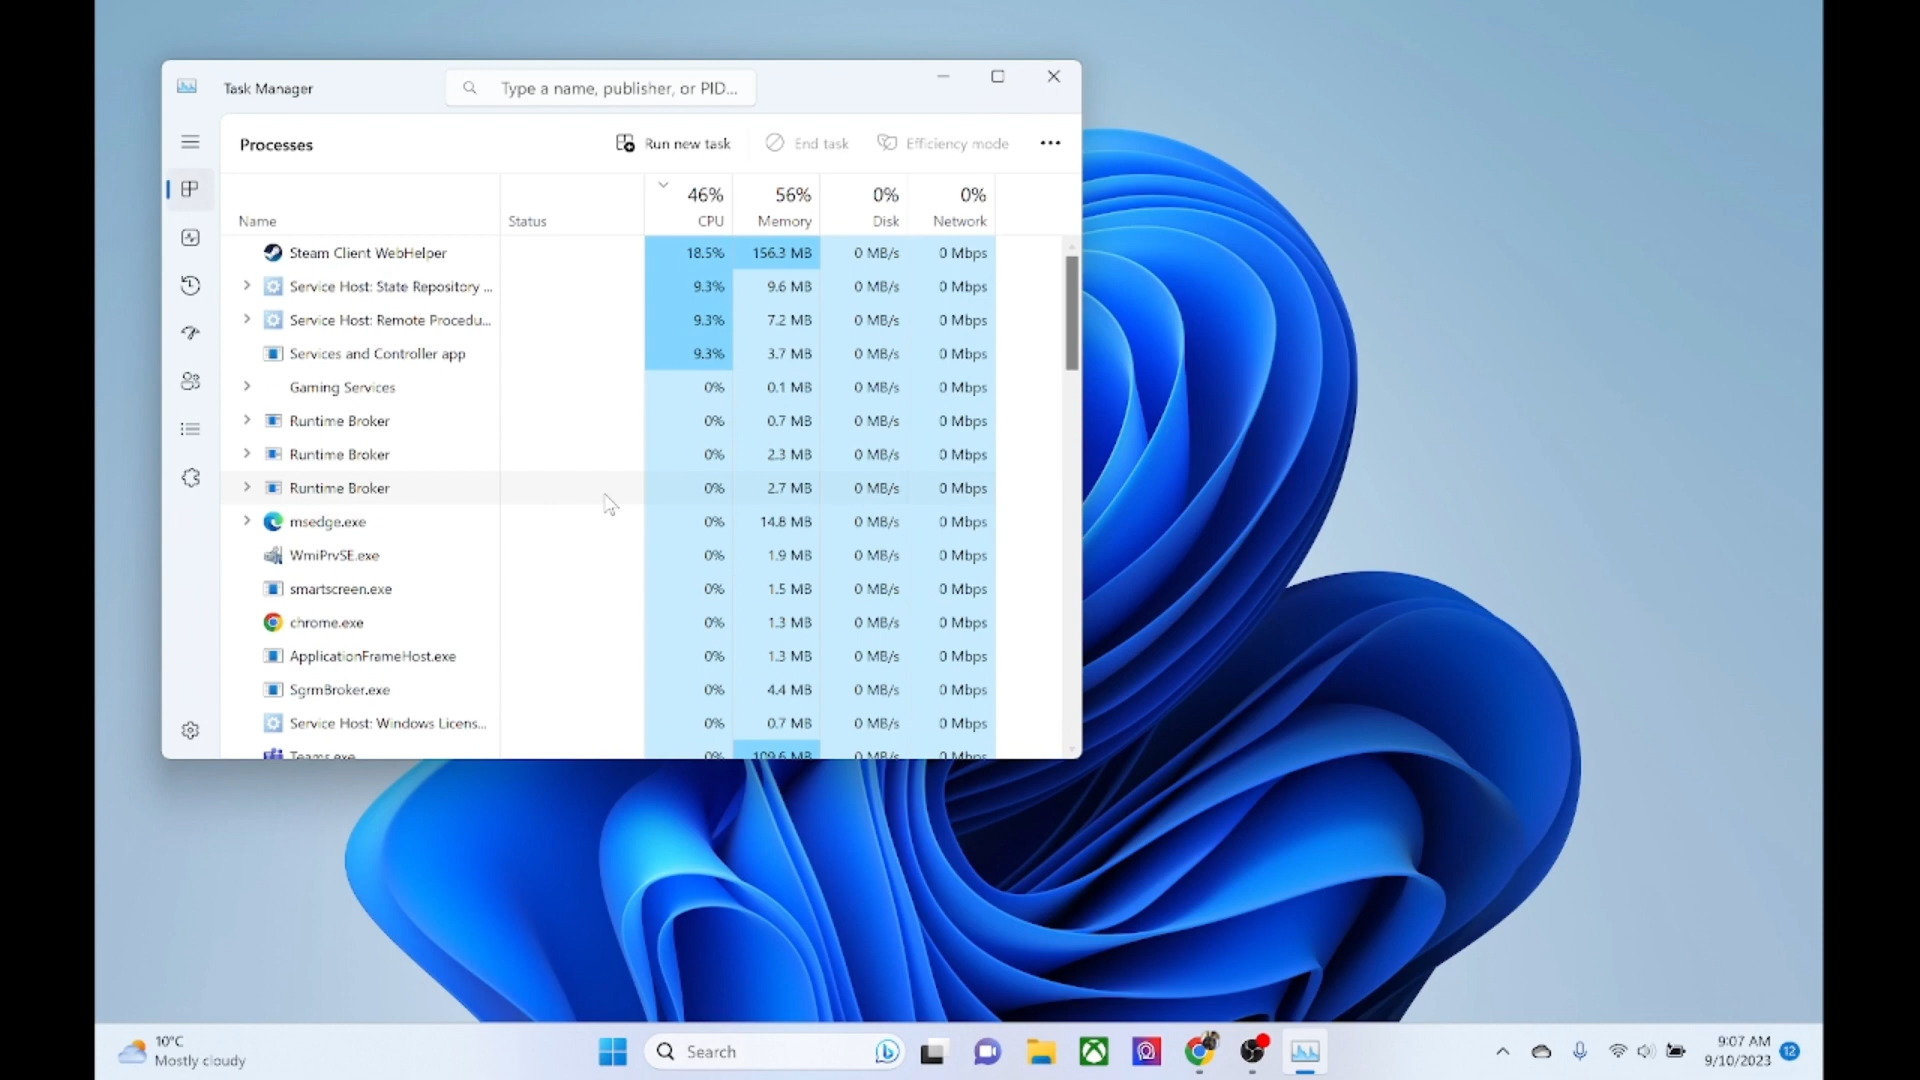 Task Manager
Type a name, publisher, or PID...
Processes
Run new task
End task
Efficiency mode
46% 56% 0% 0%
Name Status CPU Memory Disk Network
Steam Client WebHelper 18.5% 156.3 MB 0 MB/s 0 Mbps
Service Host: State Repository ... 9.3% 9.6 MB 0 MB/s 0 Mbps
Service Host: Remote Procedu... 9.3% 7.2 MB 0 MB/s 0 Mbps
Services and Controller app 9.3% 3.7 MB 0 MB/s 0 Mbps
Gaming Services 0% 0.1 MB 0 MB/s 0 Mbps
Runtime Broker 0% 0.7 MB 0 MB/s 0 Mbps
Runtime Broker 0% 2.3 MB 0 MB/s 0 Mbps
Runtime Broker 0% 2.7 MB 0 MB/s 0 Mbps
msedge.exe 0% 14.8 MB 0 MB/s 0 Mbps
WmiPrvSE.exe 0% 1.9 MB 0 MB/s 0 Mbps
smartscreen.exe 0% 1.5 MB 0 MB/s 0 Mbps
chrome.exe 0% 1.3 MB 0 MB/s 0 Mbps
ApplicationFrameHost.exe 0% 1.3 MB 0 MB/s 0 Mbps
SgrmBroker.exe 0% 4.4 MB 0 MB/s 0 Mbps
Service Host: Windows Licens... 0% 0.7 MB 0 MB/s 0 Mbps
Teams.exe 0% 109.6 MB 0 MB/s 0 Mbps
10°C
Mostly cloudy
Search
9:07 AM
9/10/2023
12